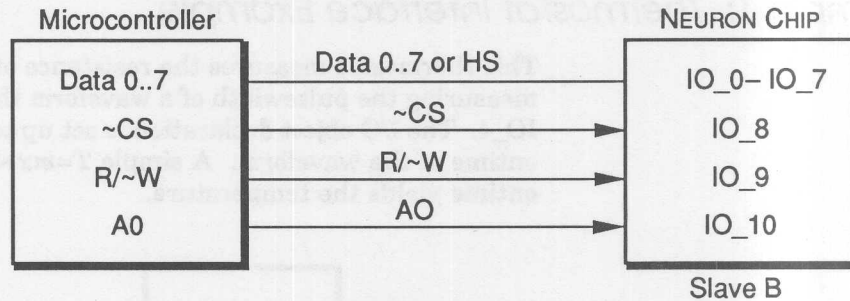 Microcontroller
NEURON CHIP
Data 0..7
Data 0..7 or HS
IO_0– IO_7
~CS
~CS
IO_8
R/~W
R/~W
IO_9
A0
AO
IO_10
Slave B